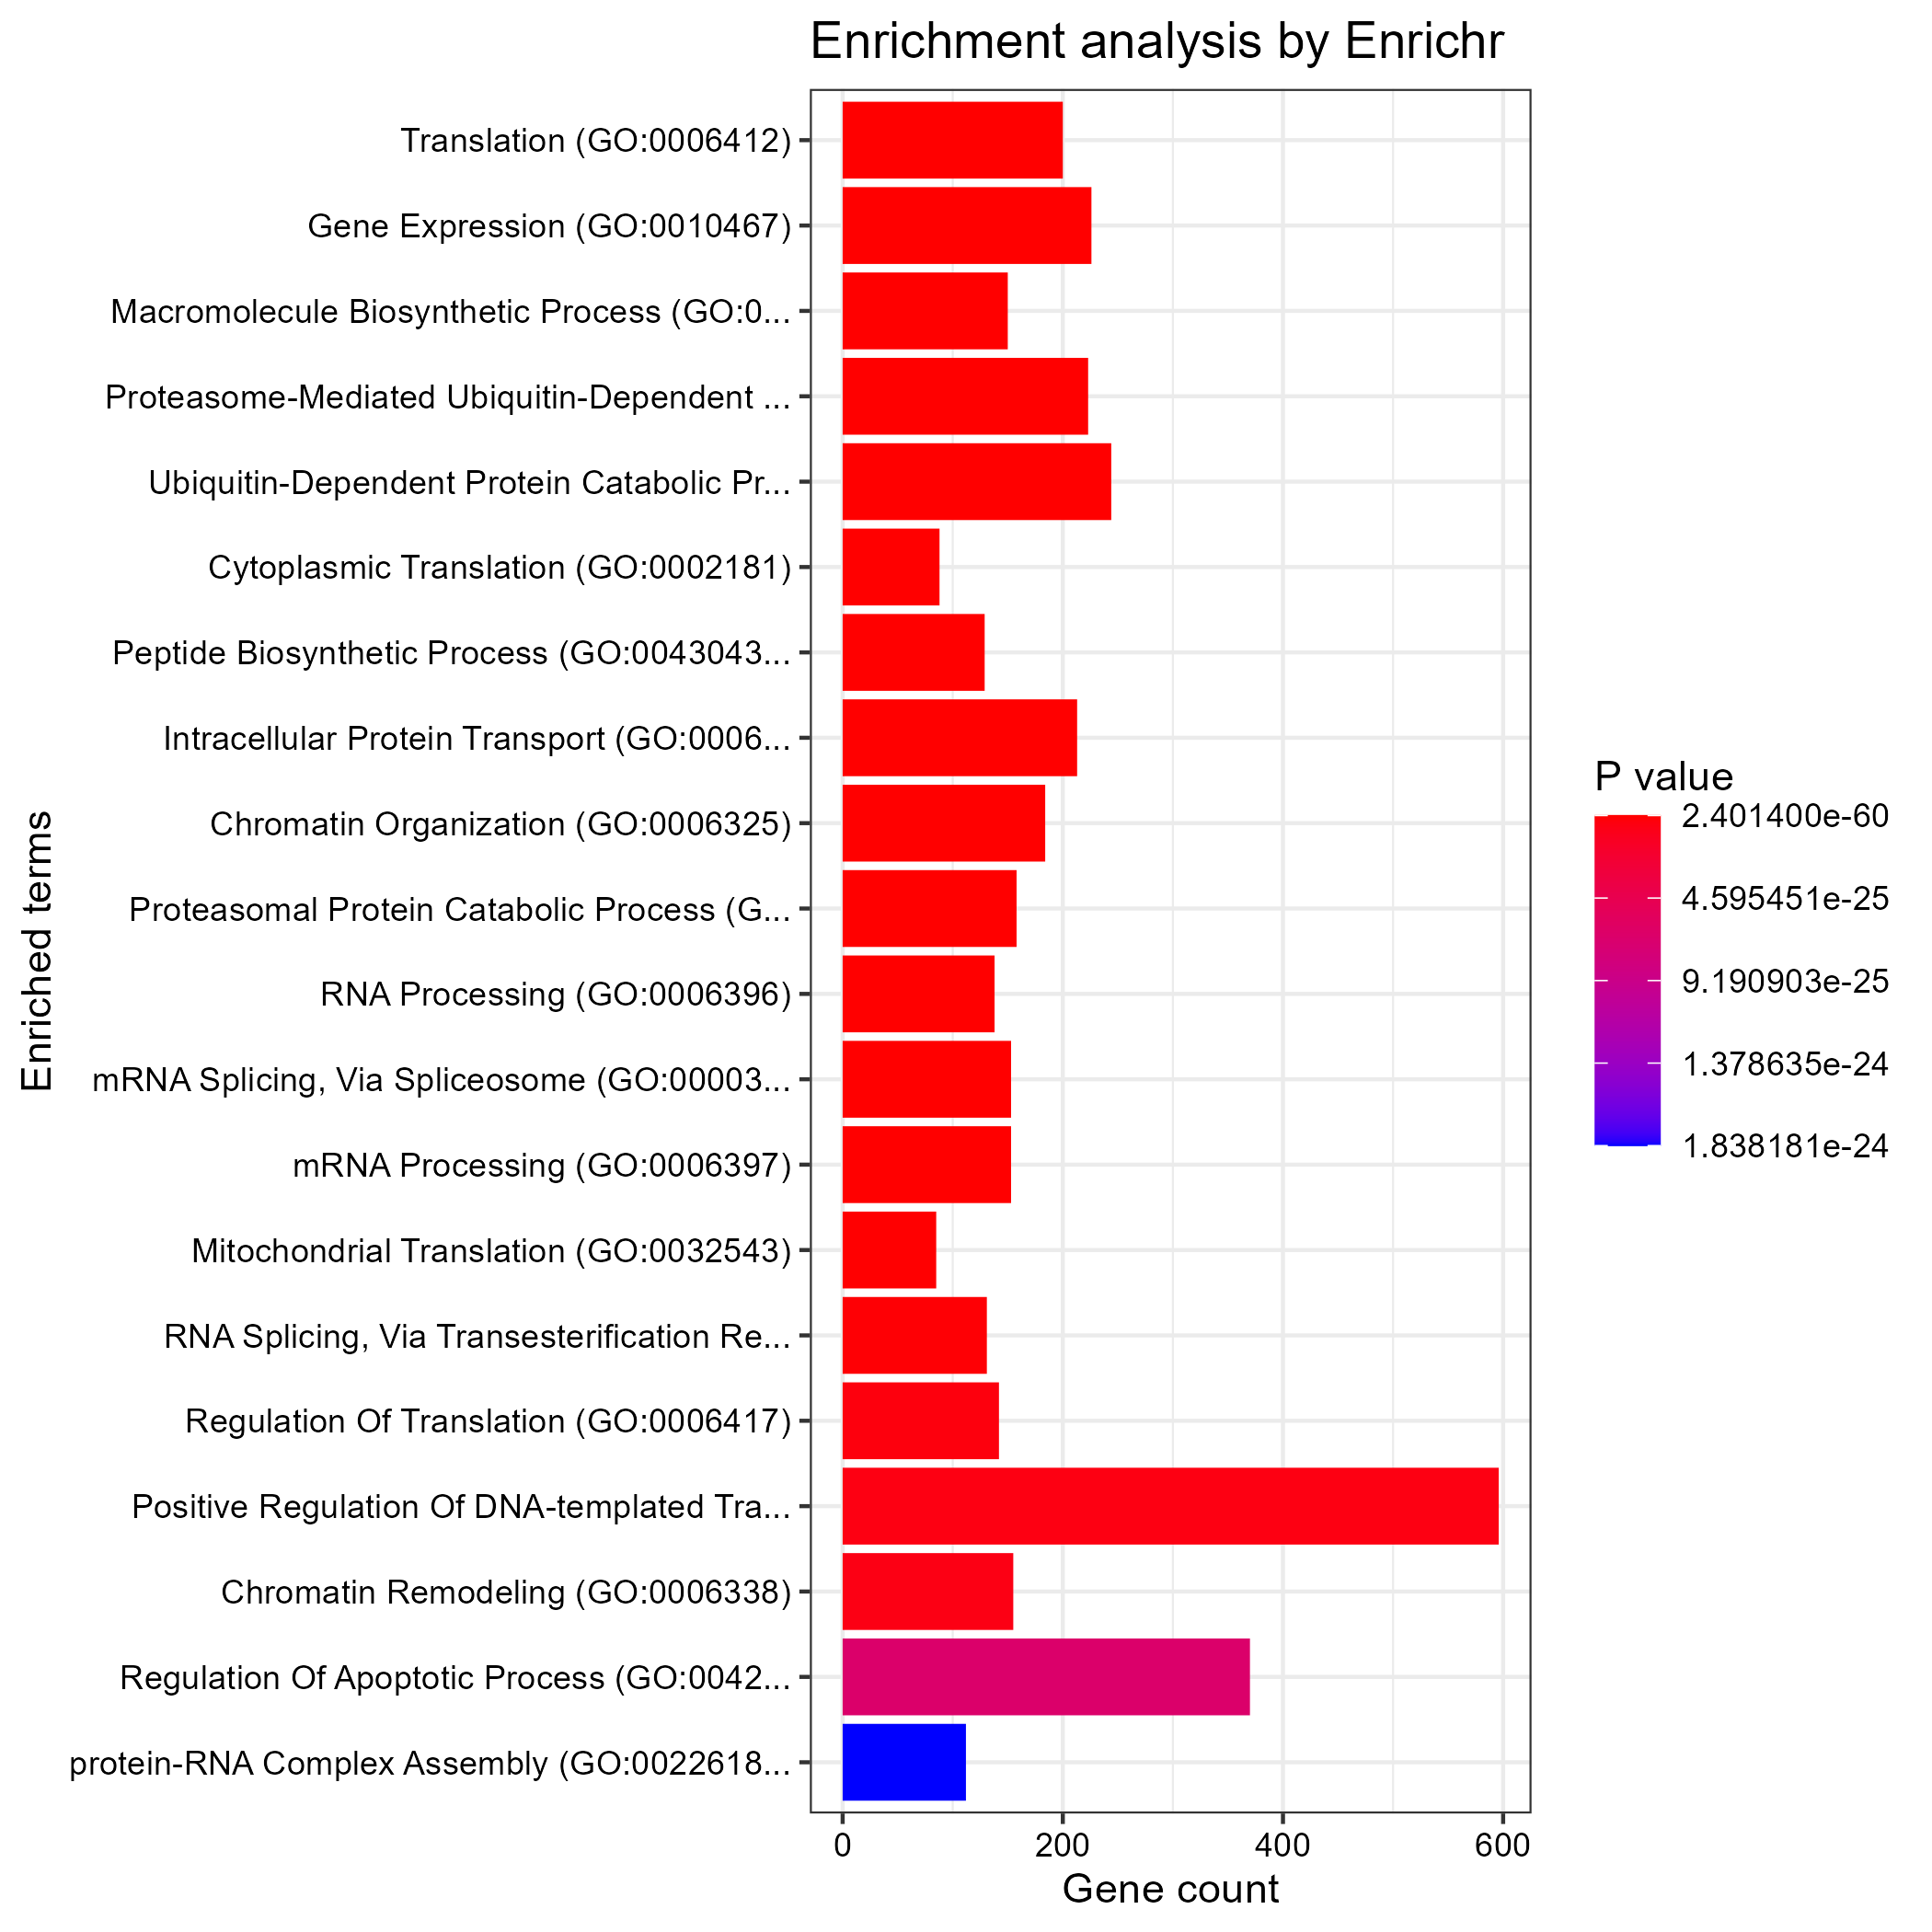 Enrichment analysis by Enrichr
Enriched terms
Translation (GO:0006412)
Gene Expression (GO:0010467)
Macromolecule Biosynthetic Process (GO:0...
Proteasome-Mediated Ubiquitin-Dependent ...
Ubiquitin-Dependent Protein Catabolic Pr...
Cytoplasmic Translation (GO:0002181)
Peptide Biosynthetic Process (GO:0043043...
Intracellular Protein Transport (GO:0006...
Chromatin Organization (GO:0006325)
Proteasomal Protein Catabolic Process (G...
RNA Processing (GO:0006396)
mRNA Splicing, Via Spliceosome (GO:00003...
mRNA Processing (GO:0006397)
Mitochondrial Translation (GO:0032543)
RNA Splicing, Via Transesterification Re...
Regulation Of Translation (GO:0006417)
Positive Regulation Of DNA-templated Tra...
Chromatin Remodeling (GO:0006338)
Regulation Of Apoptotic Process (GO:0042...
protein-RNA Complex Assembly (GO:0022618...
0 200 400 600
Gene count
P value
2.401400e-60
4.595451e-25
9.190903e-25
1.378635e-24
1.838181e-24